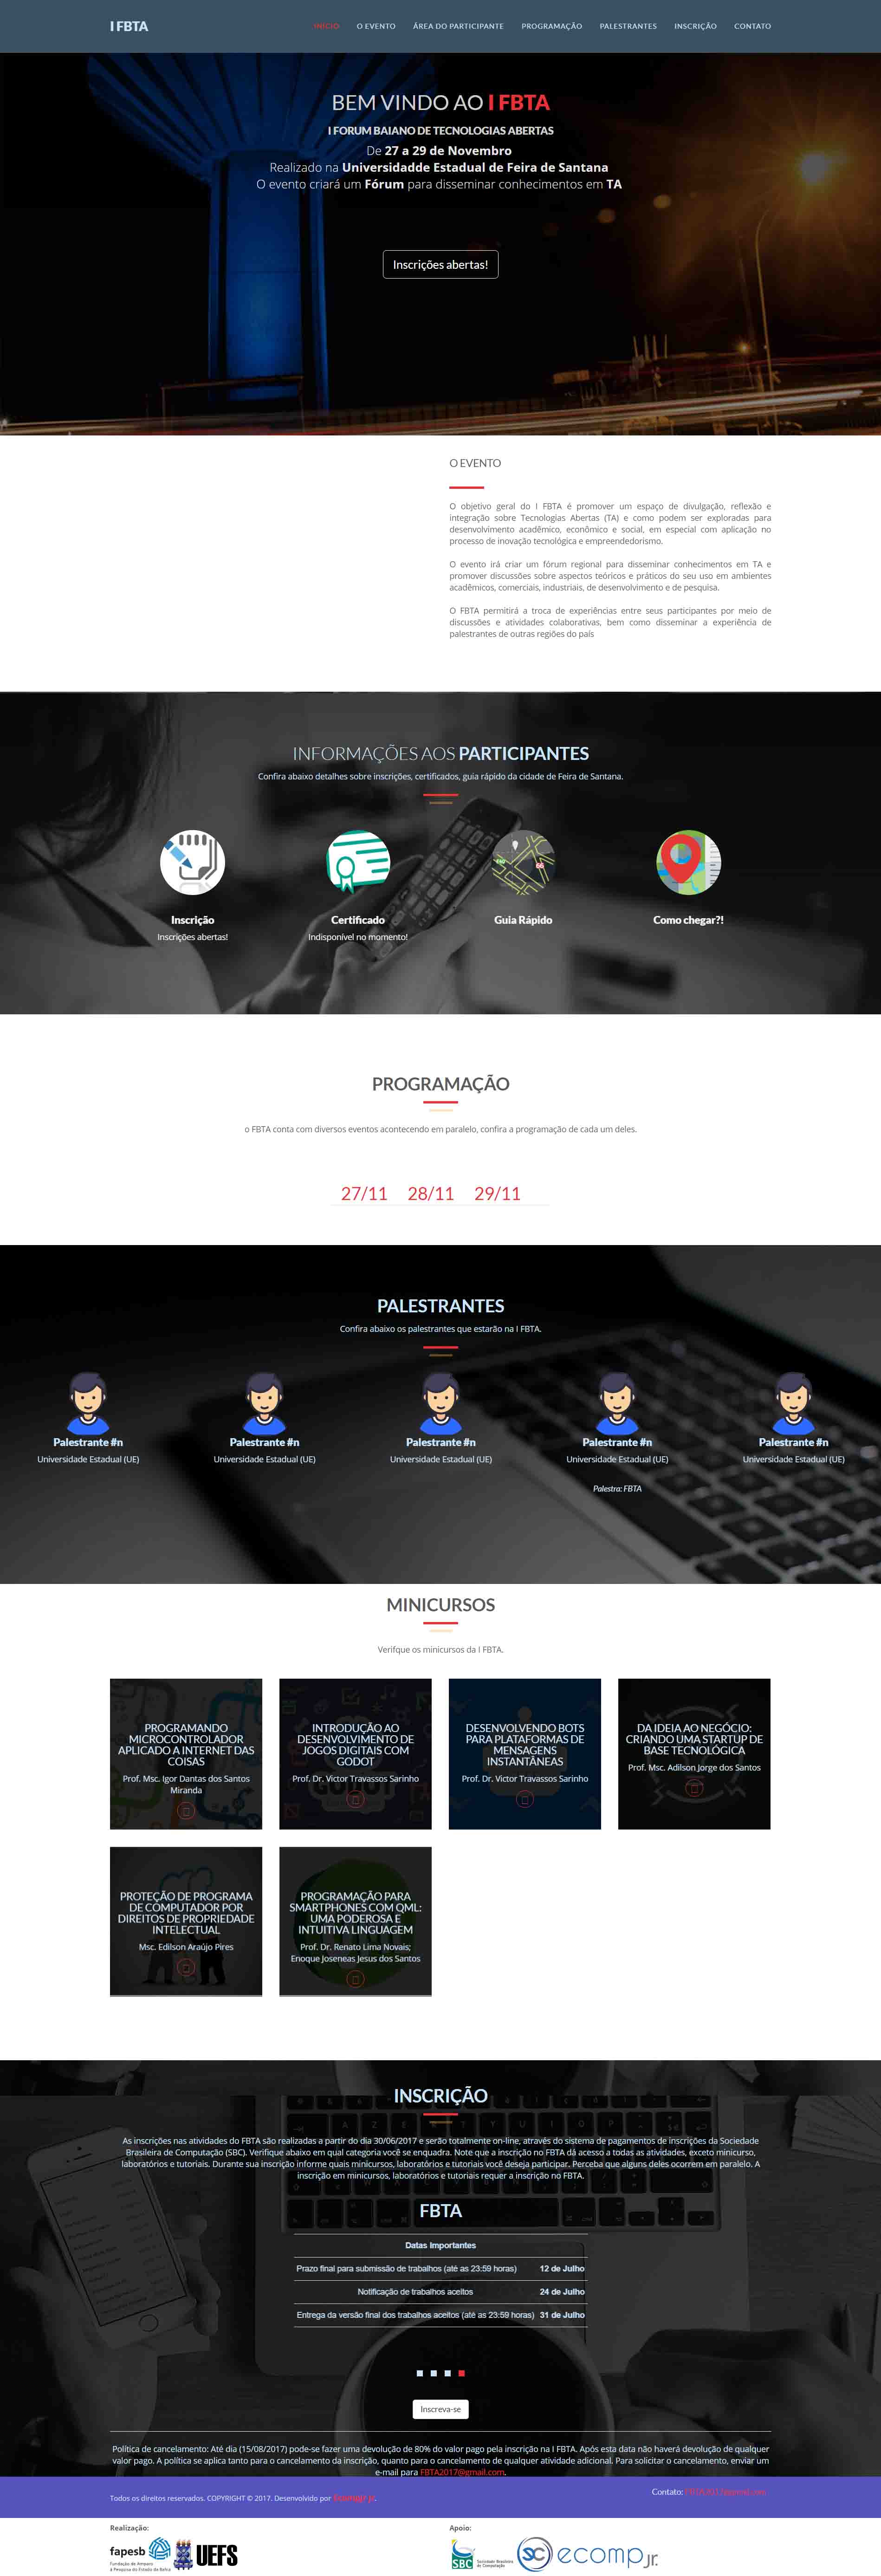 I FBTA
INICIO
O EVENTO
ÁREA DO PARTICIPANTE
PROGRAMAÇÃO
PALESTRANTES
INSCRIÇÃO
CONTATO
BEM VINDO AO I FBTA
I FORUM BAIANO DE TECNOLOGIAS ABERTAS
De 27 a 29 de Novembro
Realizado na Universidadde Estadual de Feira de Santana
O evento criará um Fórum para disseminar conhecimentos em TA
Inscrições abertas!
O EVENTO
O objetivo geral do I FBTA é promover um espaço de divulgação, reflexão e
integração sobre Tecnologias Abertas (TA) e como podem ser exploradas para
desenvolvimento acadêmico, econômico e social, em especial com aplicação no
processo de inovação tecnológica e empreendedorismo.
O evento irá criar um fórum regional para disseminar conhecimentos em TA e
promover discussões sobre aspectos teóricos e práticos do seu uso em ambientes
acadêmicos, comerciais, industriais, de desenvolvimento e de pesquisa.
O FBTA permitirá a troca de experiências entre seus participantes por meio de
discussões e atividades colaborativas, bem como disseminar a experiência de
palestrantes de outras regiões do país
INFORMAÇÕES AOS PARTICIPANTES
Confira abaixo detalhes sobre inscrições, certificados, guia rápido da cidade de Feira de Santana.
Inscrição
Inscrições abertas!
Certificado
Indisponível no momento!
Guia Rápido
Como chegar?!
PROGRAMAÇÃO
o FBTA conta com diversos eventos acontecendo em paralelo, confira a programação de cada um deles.
27/11 28/11 29/11
PALESTRANTES
Confira abaixo os palestrantes que estarão na I FBTA.
Palestrante #n
Universidade Estadual (UE)
Palestrante #n
Universidade Estadual (UE)
Palestrante #n
Universidade Estadual (UE)
Palestrante #n
Universidade Estadual (UE)
Palestra: FBTA
Palestrante #n
Universidade Estadual (UE)
MINICURSOS
Verifque os minicursos da I FBTA.
PROGRAMANDO
MICROCONTROLADOR
APLICADO A INTERNET DAS
COISAS
Prof. Msc. Igor Dantas dos Santos
Miranda
INTRODUÇÃO AO
DESENVOLVIMENTO DE
JOGOS DIGITAIS COM
GODOT
Prof. Dr. Victor Travassos Sarinho
DESENVOLVENDO BOTS
PARA PLATAFORMAS DE
MENSAGENS
INSTANTÂNEAS
Prof. Dr. Victor Travassos Sarinho
DA IDEIA AO NEGÓCIO:
CRIANDO UMA STARTUP DE
BASE TECNOLÓGICA
Prof. Msc. Adilson Jorge dos Santos
PROTEÇÃO DE PROGRAMA
DE COMPUTADOR POR
DIREITOS DE PROPRIEDADE
INTELECTUAL
Msc. Edilson Araújo Pires
PROGRAMAÇÃO PARA
SMARTPHONES COM QML:
UMA PODEROSA E
INTUITIVA LINGUAGEM
Prof. Dr. Renato Lima Novais;
Enoque Joseneas Jesus dos Santos
INSCRIÇÃO
As inscrições nas atividades do FBTA são realizadas a partir do dia 30/06/2017 e serão totalmente on-line, através do sistema de pagamentos de inscrições da Sociedade
Brasileira de Computação (SBC). Verifique abaixo em qual categoria você se enquadra. Note que a inscrição no FBTA dá acesso a todas as atividades, exceto minicurso,
laboratórios e tutoriais. Durante sua inscrição informe quais minicursos, laboratórios e tutoriais você deseja participar. Perceba que alguns deles ocorrem em paralelo. A
inscrição em minicursos, laboratórios e tutoriais requer a inscrição no FBTA.
FBTA
Datas Importantes
Prazo final para submissão de trabalhos (até as 23:59 horas) 12 de Julho
Notificação de trabalhos aceitos 24 de Julho
Entrega da versão final dos trabalhos aceitos (até as 23:59 horas) 31 de Julho
Inscreva-se
Política de cancelamento: Até dia (15/08/2017) pode-se fazer uma devolução de 80% do valor pago pela inscrição na I FBTA. Após esta data não haverá devolução de qualquer
valor pago. A política se aplica tanto para o cancelamento da inscrição, quanto para o cancelamento de qualquer atividade adicional. Para solicitar o cancelamento, enviar um
e-mail para FBTA2017@gmail.com.
Todos os direitos reservados. COPYRIGHT © 2017. Desenvolvido por Ecompjr.
Contato:
Realização:
fapesb
Fundação de Amparo
à Pesquisa do Estado da Bahia
UEFS
Apoio:
SBC
Sociedade Brasileira
de Computação
ecomp jr.